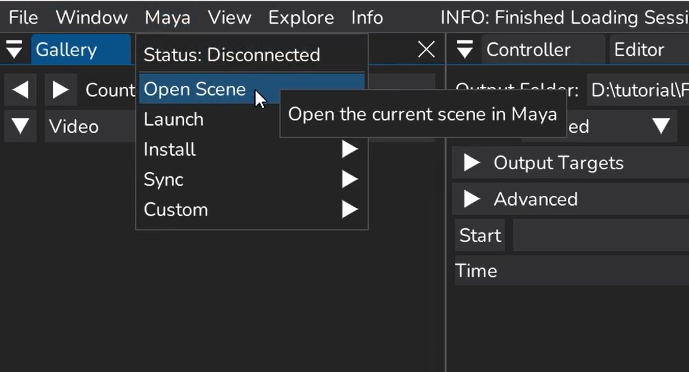 File Window Maya View Explore Info INFO: Finished Loading Sessi
Gallery
Status: Disconnected
Controller Editor
Count
Open Scene
Output Folder: D:\tutorial\F
Open the current scene in Maya
Video
Launch
ed
Install
Output Targets
Sync
Advanced
Custom
Start
Time